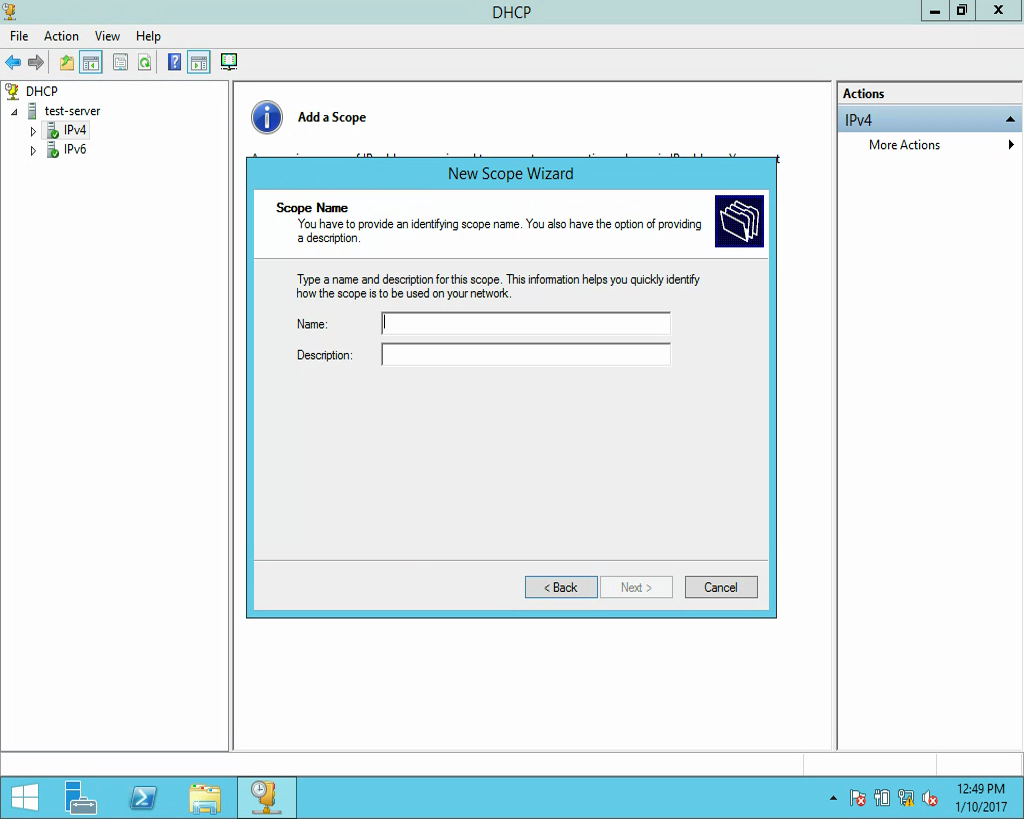 DHCP
File Action View Help
DHCP
test-server
IPv4
IPv6
Add a Scope
New Scope Wizard
Scope Name
You have to provide an identifying scope name. You also have the option of providing
a description.
Type a name and description for this scope. This information helps you quickly identify
how the scope is to be used on your network.
Name:
Description:
< Back Next > Cancel
Actions
IPv4
More Actions
12:49 PM
1/10/2017